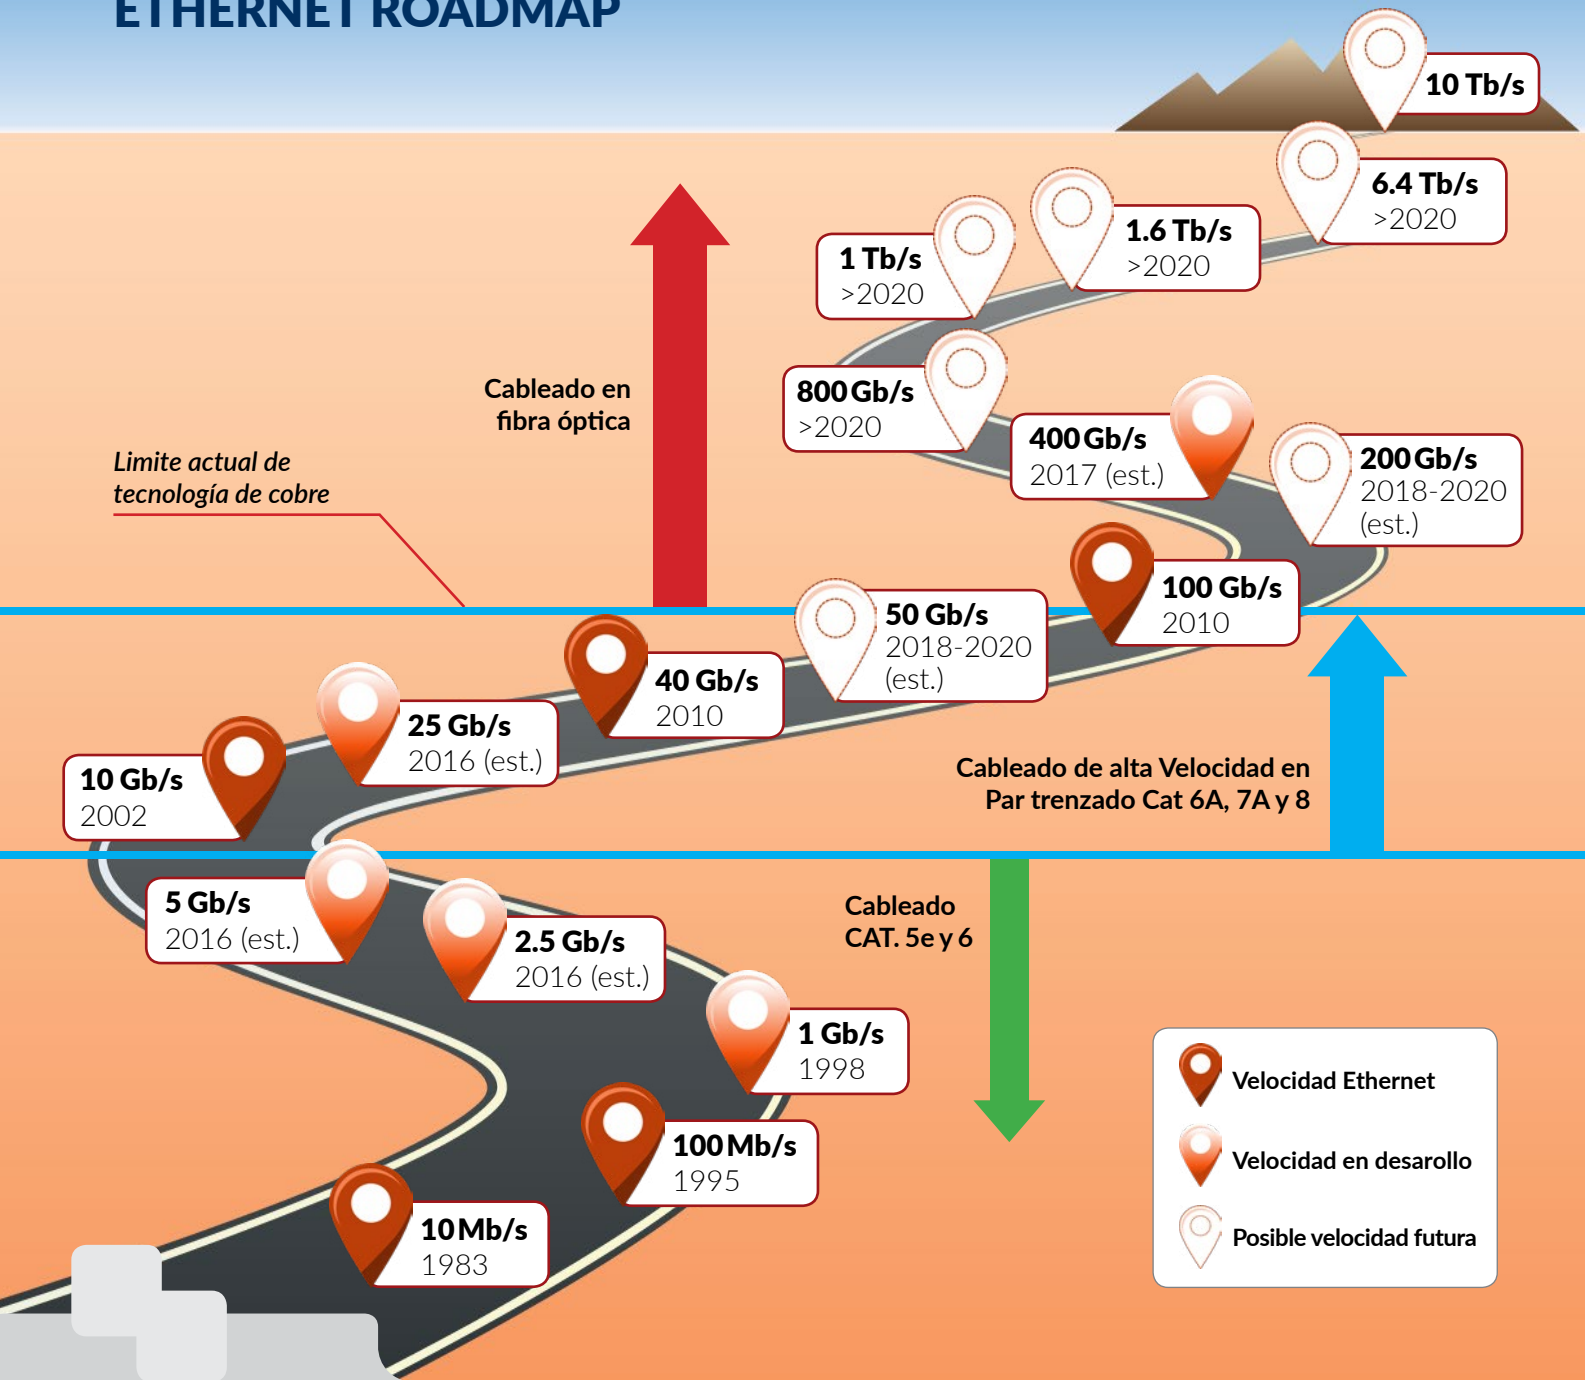 ETHERNET ROADMAP
10 Tb/s
6.4 Tb/s
>2020
1.6 Tb/s
>2020
1 Tb/s
>2020
800 Gb/s
>2020
400 Gb/s
2017 (est.)
200 Gb/s
2018-2020
(est.)
Cableado en
fibra óptica
Limite actual de
tecnología de cobre
100 Gb/s
2010
50 Gb/s
2018-2020
(est.)
40 Gb/s
2010
25 Gb/s
2016 (est.)
10 Gb/s
2002
Cableado de alta Velocidad en
Par trenzado Cat 6A, 7A y 8
5 Gb/s
2016 (est.)
2.5 Gb/s
2016 (est.)
Cableado
CAT. 5e y 6
1 Gb/s
1998
100 Mb/s
1995
10 Mb/s
1983
Velocidad Ethernet
Velocidad en desarollo
Posible velocidad futura